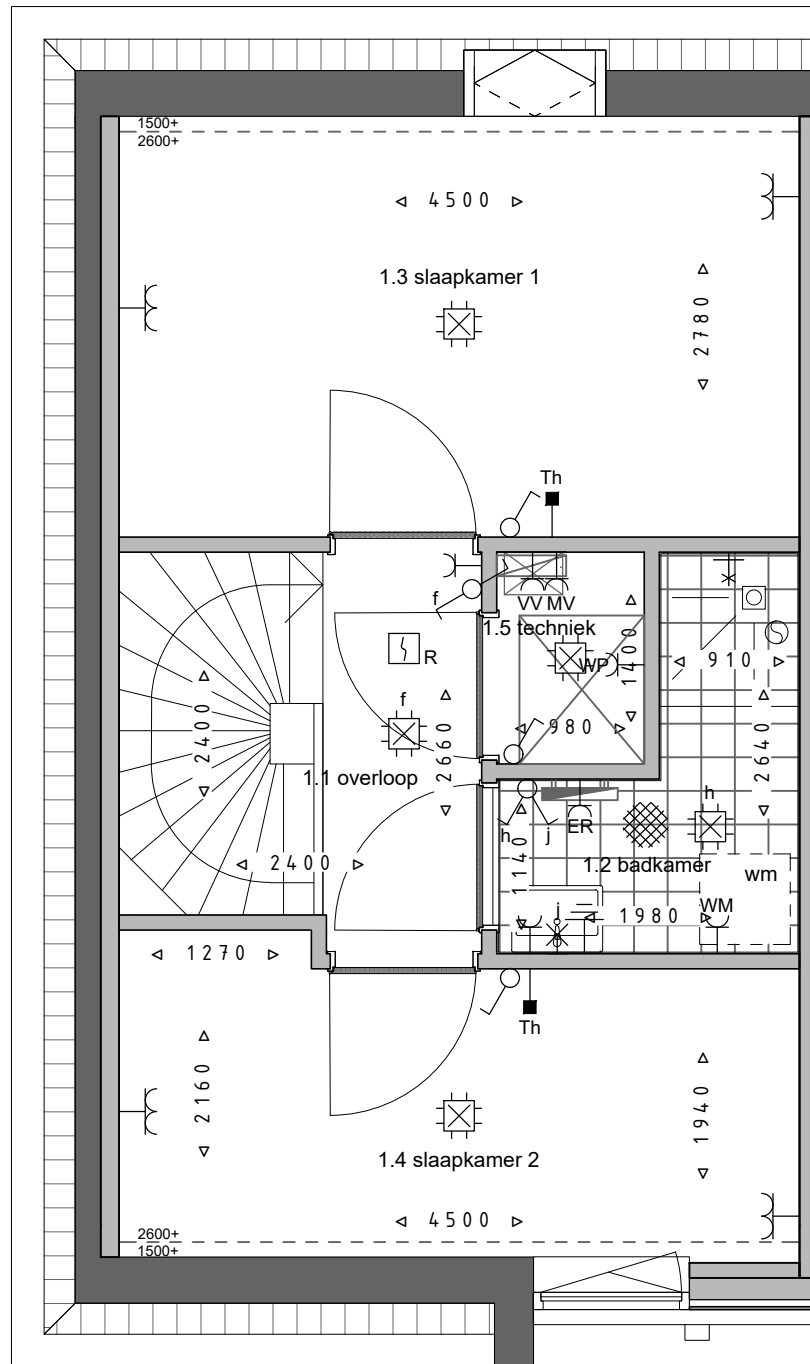 1500+
2600+
4500
1.3 slaapkamer 1
2780
Th
f
VV MV
1.5 techniek
R
WP
1400
910
f
2400
2660
980
2640
1.1 overloop
h
h
j
ER
1.2 badkamer
2400
1140
wm
WM
j
1980
1270
Th
2160
1940
1.4 slaapkamer 2
4500
2600+
1500+